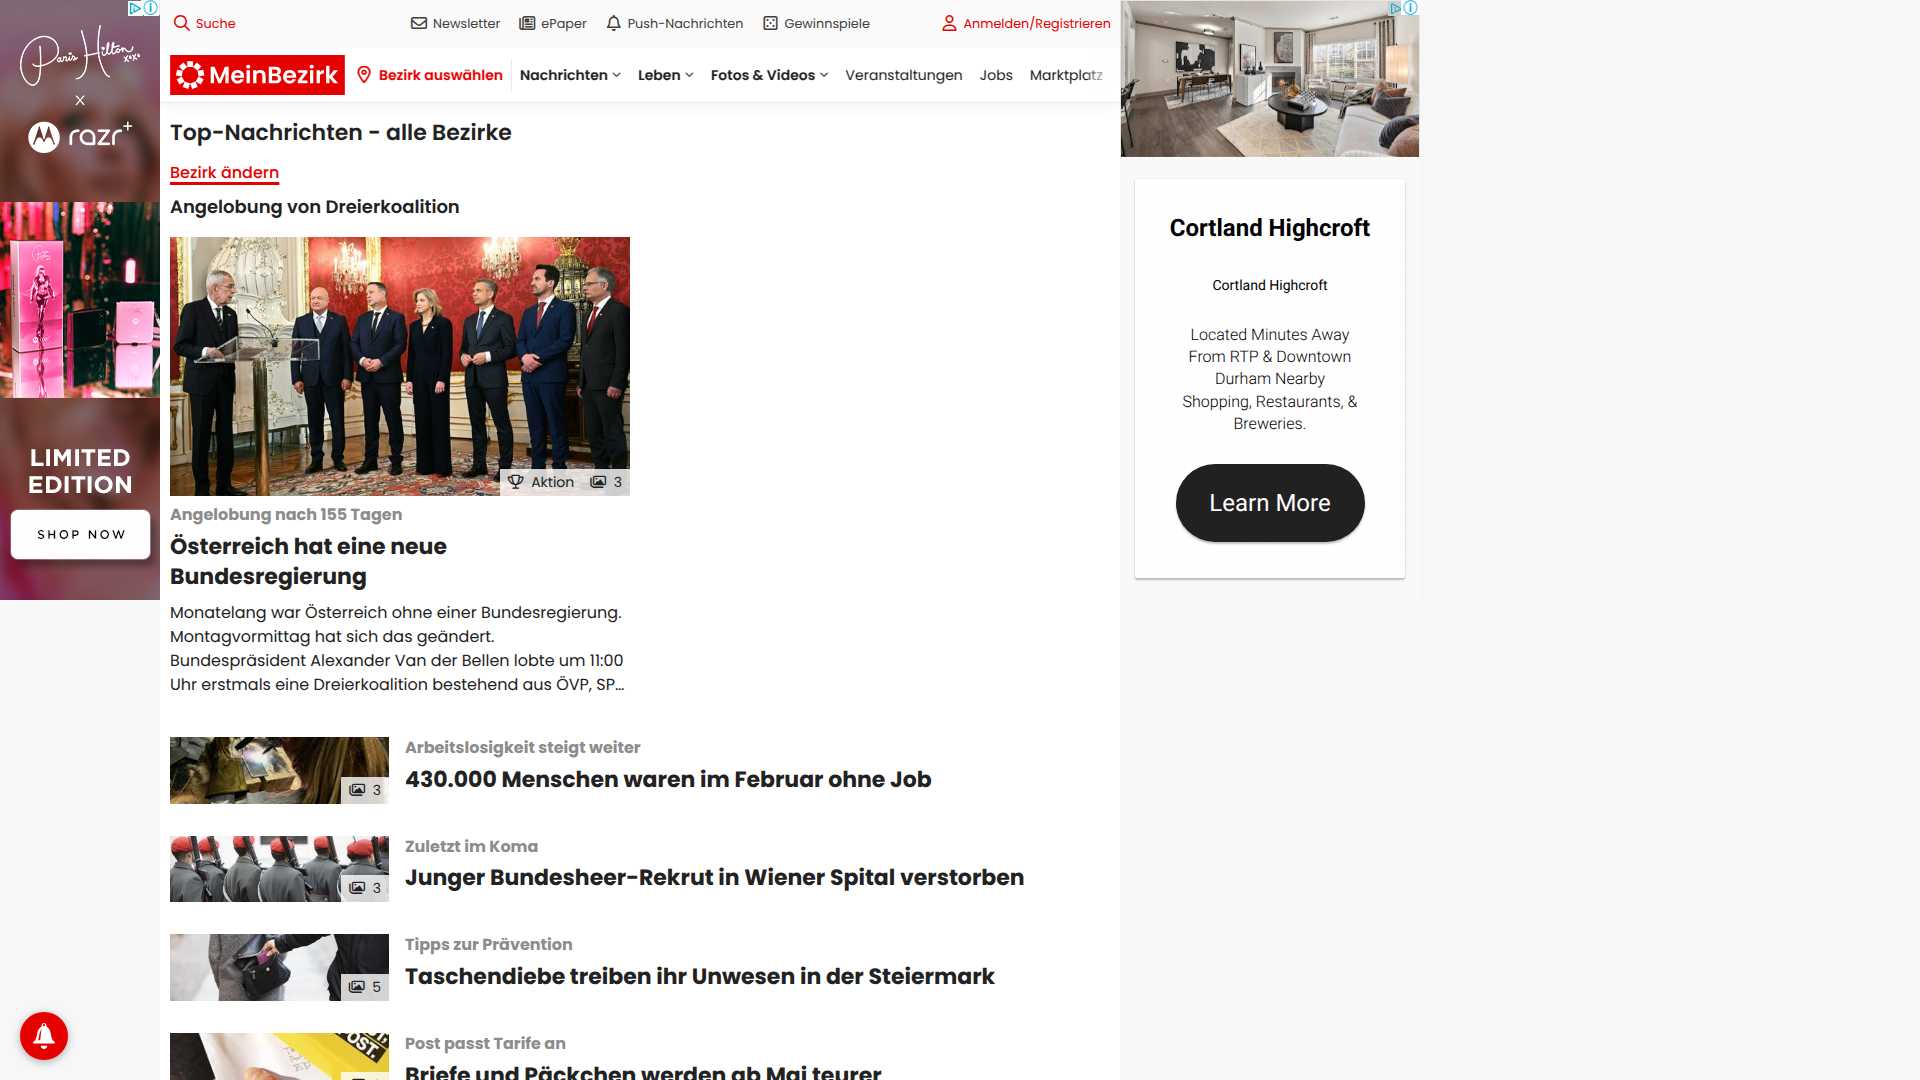 Suche
Newsletter
ePaper
Push-Nachrichten
Gewinnspiele
Anmelden/Registrieren
MeinBezirk
Bezirk auswählen
Nachrichten
Leben
Fotos & Videos
Veranstaltungen
Jobs
Marktplatz
Paris Hilton
xoxo
X
razr+
LIMITED
EDITION
SHOP NOW
Top-Nachrichten - alle Bezirke
Bezirk ändern
Angelobung von Dreierkoalition
Aktion 3
Angelobung nach 155 Tagen
Österreich hat eine neue
Bundesregierung
Monatelang war Österreich ohne einer Bundesregierung.
Montagvormittag hat sich das geändert.
Bundespräsident Alexander Van der Bellen lobte um 11:00
Uhr erstmals eine Dreierkoalition bestehend aus ÖVP, SP...
3
Arbeitslosigkeit steigt weiter
430.000 Menschen waren im Februar ohne Job
3
Zuletzt im Koma
Junger Bundesheer-Rekrut in Wiener Spital verstorben
5
Tipps zur Prävention
Taschendiebe treiben ihr Unwesen in der Steiermark
OST.
Post passt Tarife an
Briefe und Päckchen werden ab Mai teurer
Cortland Highcroft
Cortland Highcroft
Located Minutes Away
From RTP & Downtown
Durham Nearby
Shopping, Restaurants, &
Breweries.
Learn More